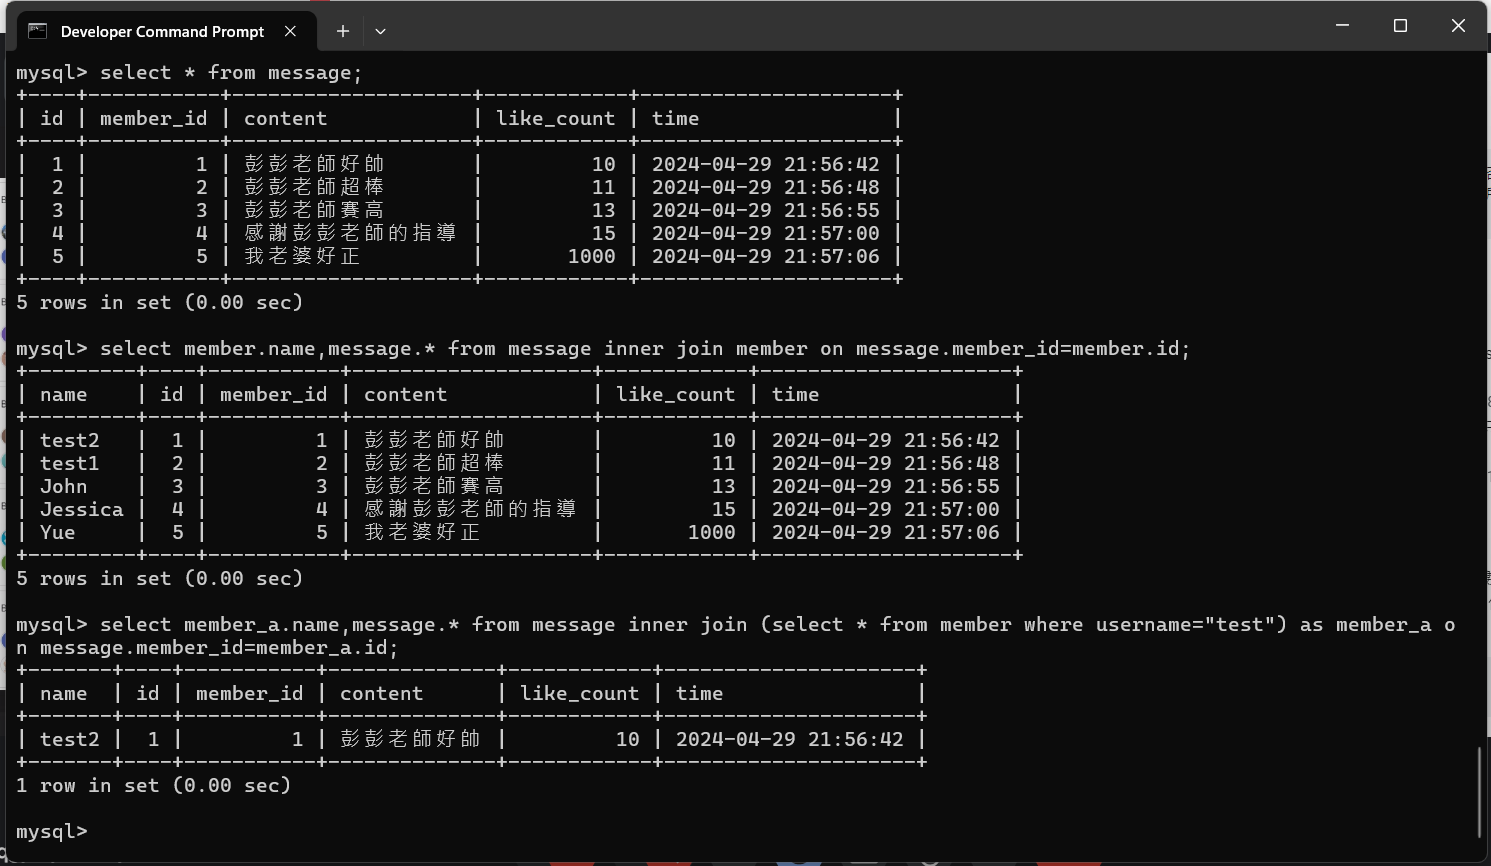 Developer Command Prompt
mysql> select * from message;
+----+-----------+---------------------+------------+---------------------+
| id | member_id | content             | like_count | time                |
+----+-----------+---------------------+------------+---------------------+
|  1 |         1 | 彭彭老師好帥        |         10 | 2024-04-29 21:56:42 |
|  2 |         2 | 彭彭老師超棒        |         11 | 2024-04-29 21:56:48 |
|  3 |         3 | 彭彭老師賽高        |         13 | 2024-04-29 21:56:55 |
|  4 |         4 | 感謝彭彭老師的指導  |         15 | 2024-04-29 21:57:00 |
|  5 |         5 | 我老婆好正          |       1000 | 2024-04-29 21:57:06 |
+----+-----------+---------------------+------------+---------------------+
5 rows in set (0.00 sec)
mysql> select member.name,message.* from message inner join member on message.member_id=member.id;
+---------+----+-----------+---------------------+------------+---------------------+
| name    | id | member_id | content             | like_count | time                |
+---------+----+-----------+---------------------+------------+---------------------+
| test2   |  1 |         1 | 彭彭老師好帥        |         10 | 2024-04-29 21:56:42 |
| test1   |  2 |         2 | 彭彭老師超棒        |         11 | 2024-04-29 21:56:48 |
| John    |  3 |         3 | 彭彭老師賽高        |         13 | 2024-04-29 21:56:55 |
| Jessica |  4 |         4 | 感謝彭彭老師的指導  |         15 | 2024-04-29 21:57:00 |
| Yue     |  5 |         5 | 我老婆好正          |       1000 | 2024-04-29 21:57:06 |
+---------+----+-----------+---------------------+------------+---------------------+
5 rows in set (0.00 sec)
mysql> select member_a.name,message.* from message inner join (select * from member where username="test") as member_a o
n message.member_id=member_a.id;
+-------+----+-----------+--------------+------------+---------------------+
| name  | id | member_id | content      | like_count | time                |
+-------+----+-----------+--------------+------------+---------------------+
| test2 |  1 |         1 | 彭彭老師好帥 |         10 | 2024-04-29 21:56:42 |
+-------+----+-----------+--------------+------------+---------------------+
1 row in set (0.00 sec)
mysql>